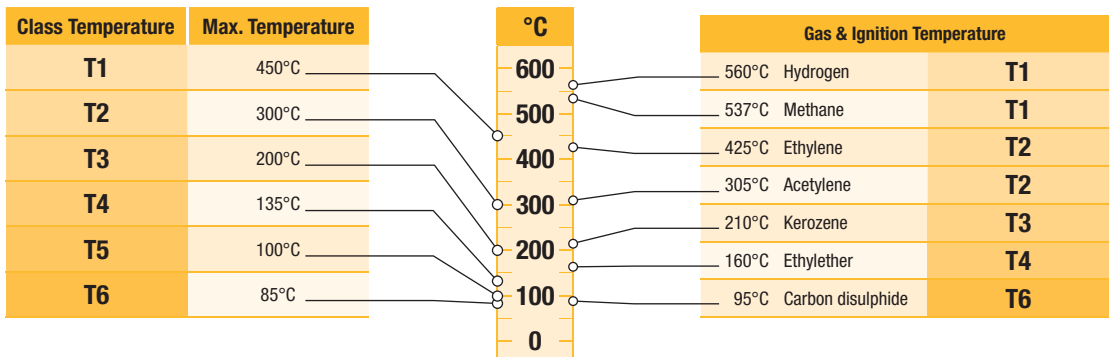 Class Temperature Max. Temperature
T1 450°C
T2 300°C
T3 200°C
T4 135°C
T5 100°C
T6 85°C
°C
600
500
400
300
200
100
0
Gas & Ignition Temperature
560°C Hydrogen T1
537°C Methane T1
425°C Ethylene T2
305°C Acetylene T2
210°C Kerozene T3
160°C Ethylether T4
95°C Carbon disulphide T6